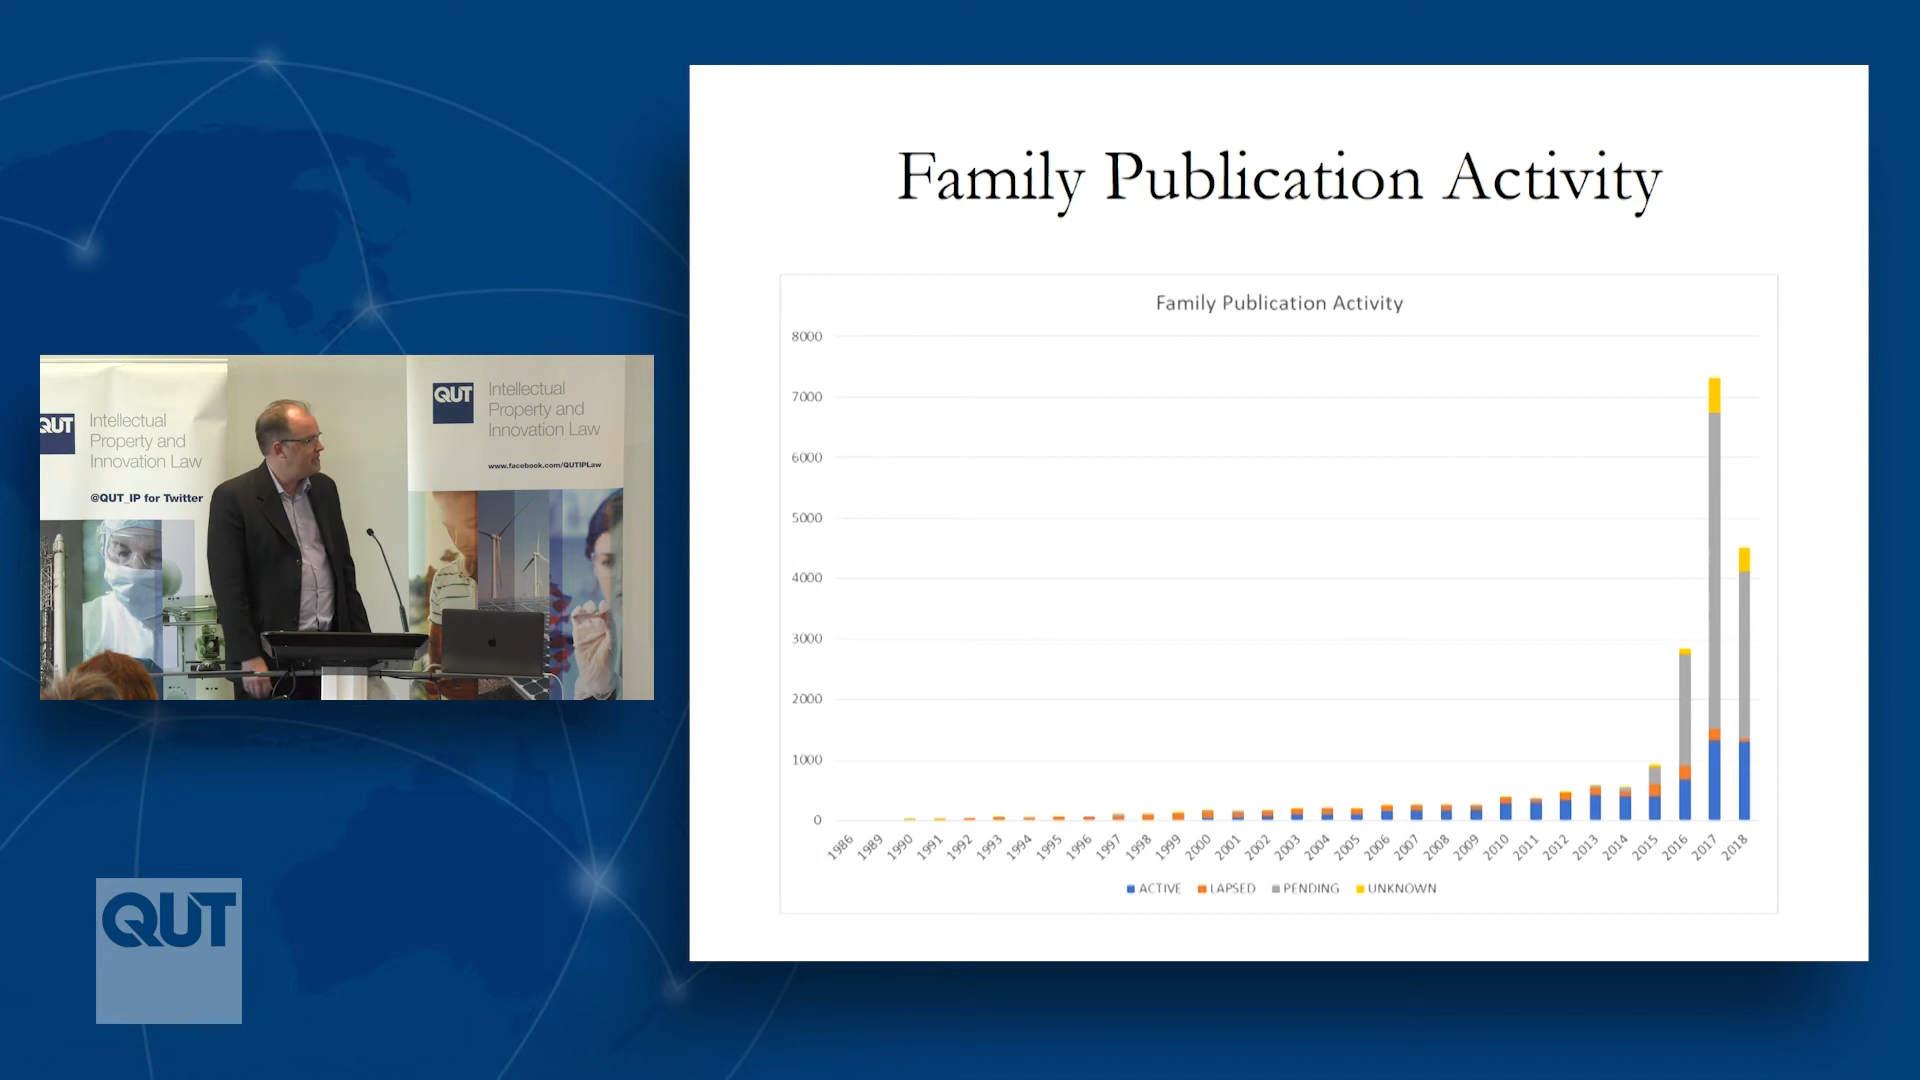 Family Publication Activity
Family Publication Activity
8000
7000
6000
5000
4000
3000
2000
1000
0
1986 1989 1990 1991 1992 1993 1994 1995 1996 1997 1998 1999 2000 2001 2002 2003 2004 2005 2006 2007 2008 2009 2010 2011 2012 2013 2014 2015 2016 2017 2018
ACTIVE LAPSED PENDING UNKNOWN
QUT
Intellectual
Property and
Innovation Law
@QUT_IP for Twitter
QUT
Intellectual
Property and
Innovation Law
www.facebook.com/QUTIPLaw
QUT